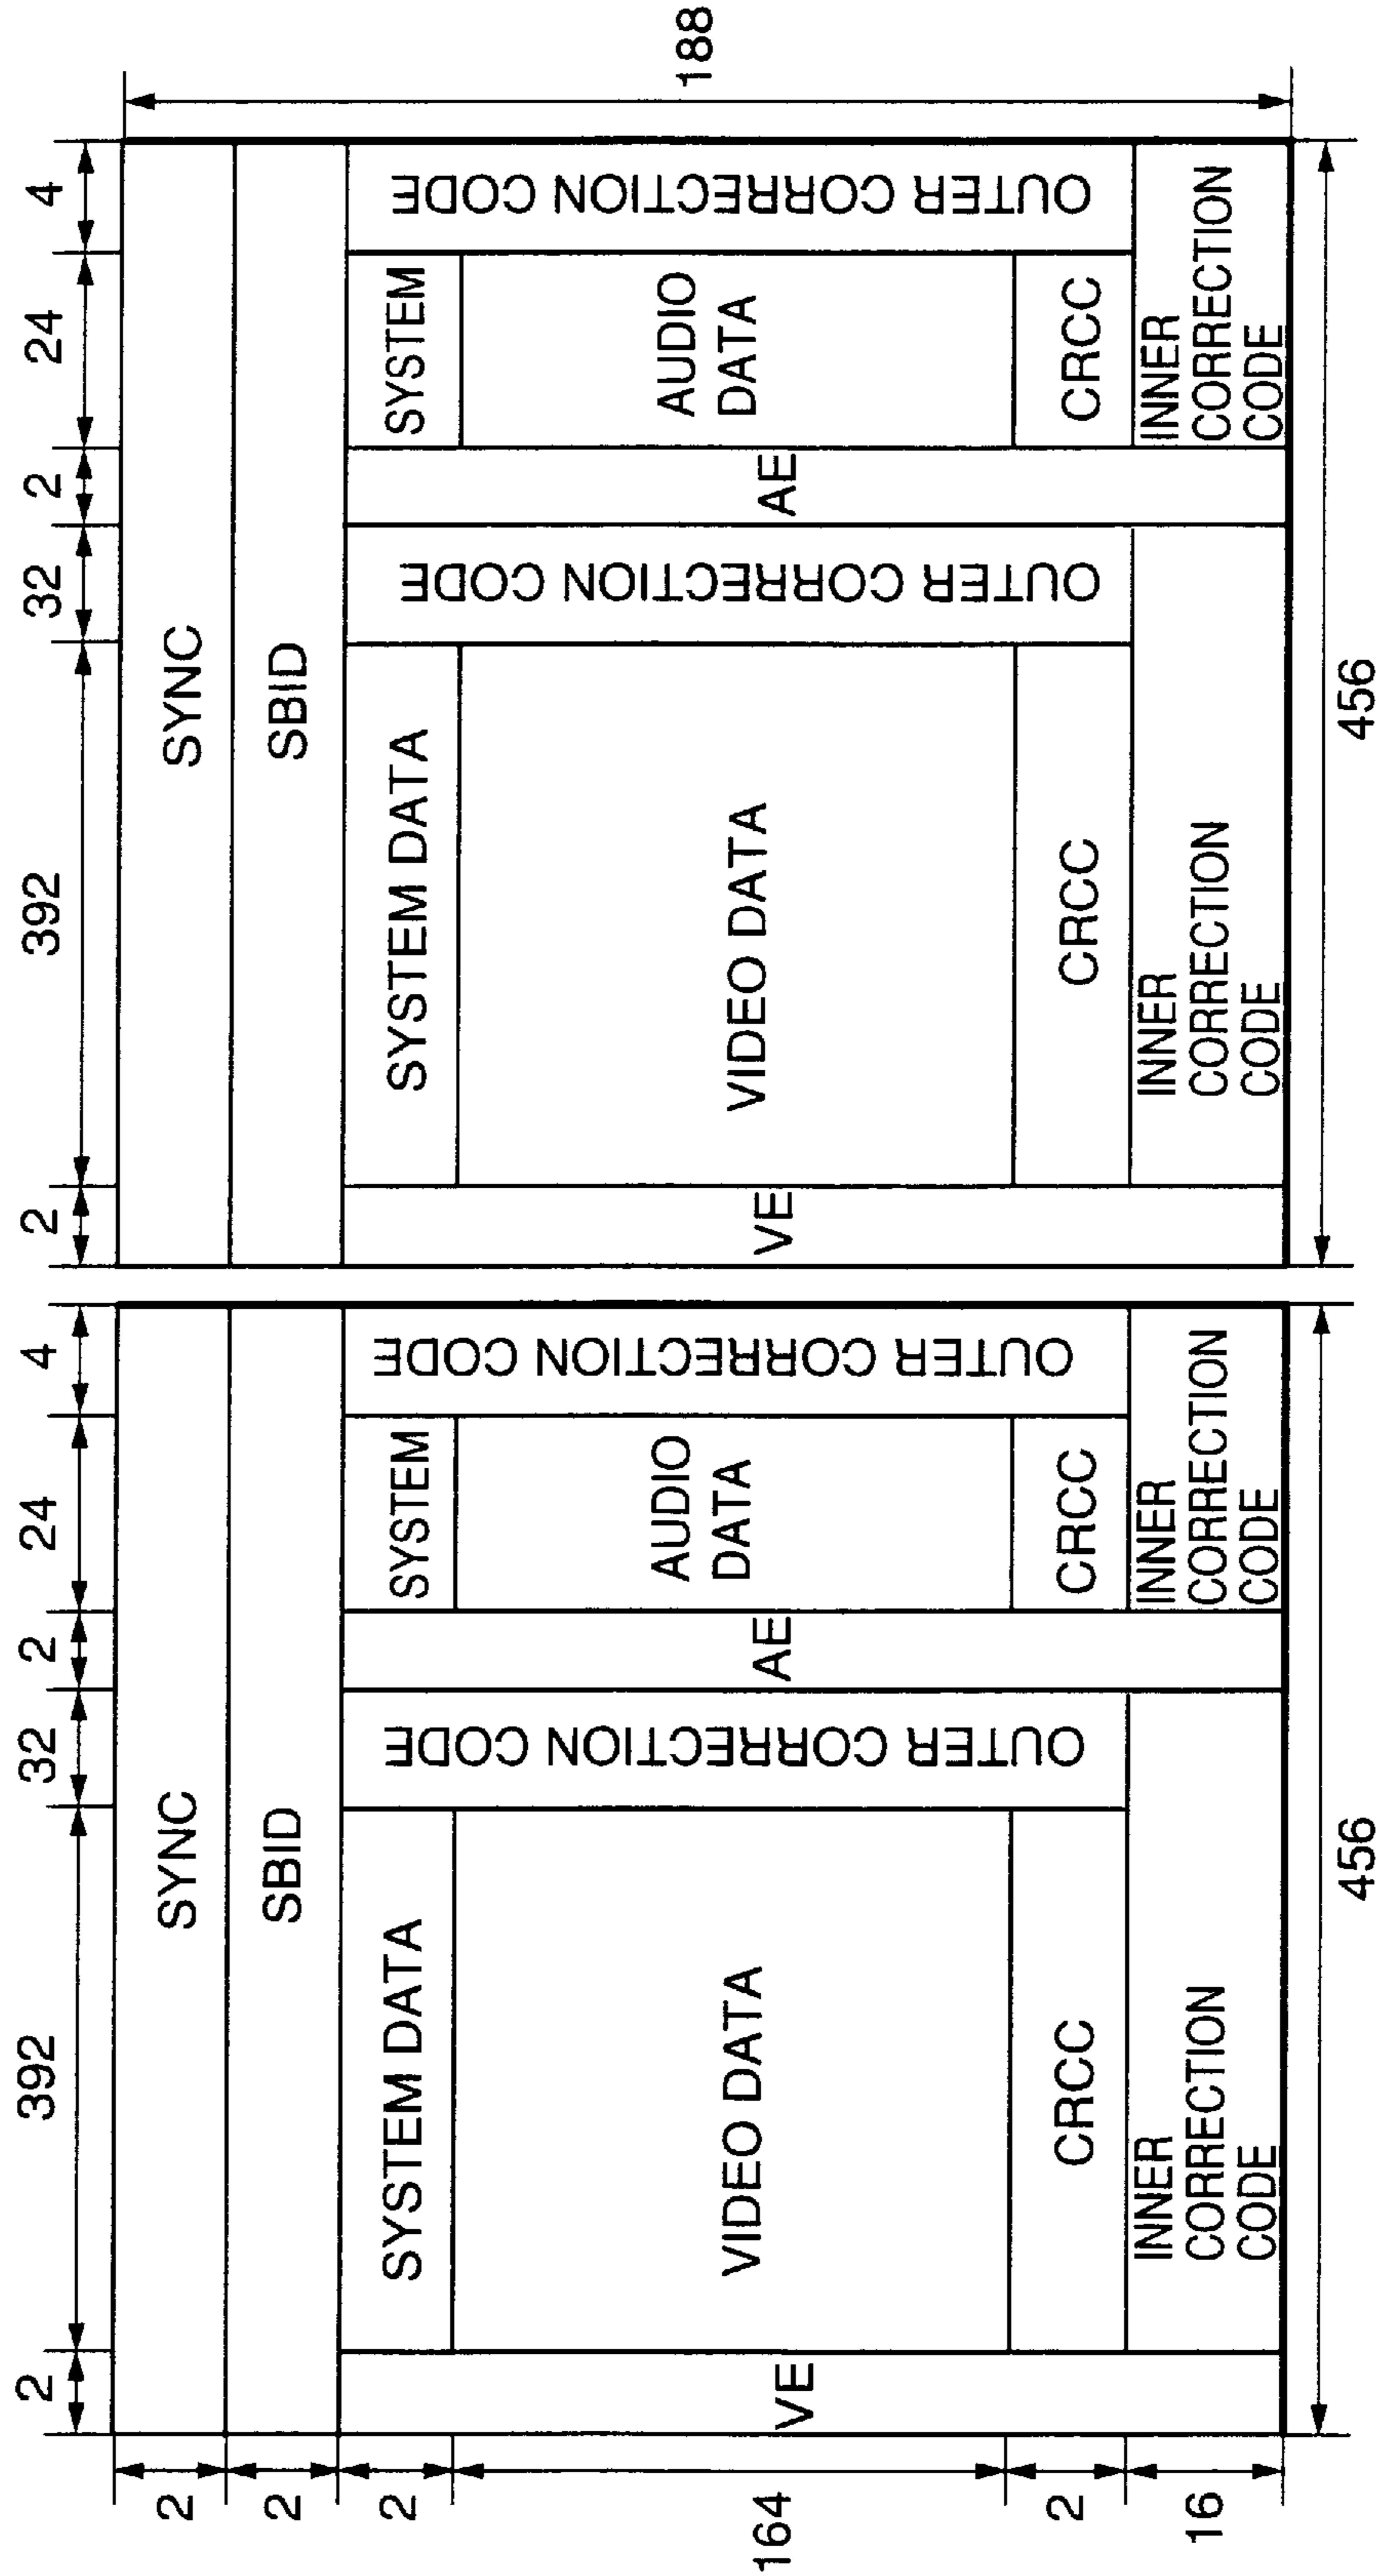 2 392 32 2 24 4 2 392 32 2 24 4
2 SYNC SYNC
2 SBID SBID
2 SYSTEM DATA SYSTEM SYSTEM DATA SYSTEM
OUTER CORRECTION CODE
OUTER CORRECTION CODE
OUTER CORRECTION CODE
OUTER CORRECTION CODE
AUDIO
DATA
AUDIO
DATA
188
164
VE
VIDEO DATA
AE
VE
VIDEO DATA
AE
2 CRCC CRCC CRCC CRCC
16
INNER
CORRECTION
CODE
INNER
CORRECTION
CODE
INNER
CORRECTION
CODE
INNER
CORRECTION
CODE
456 456